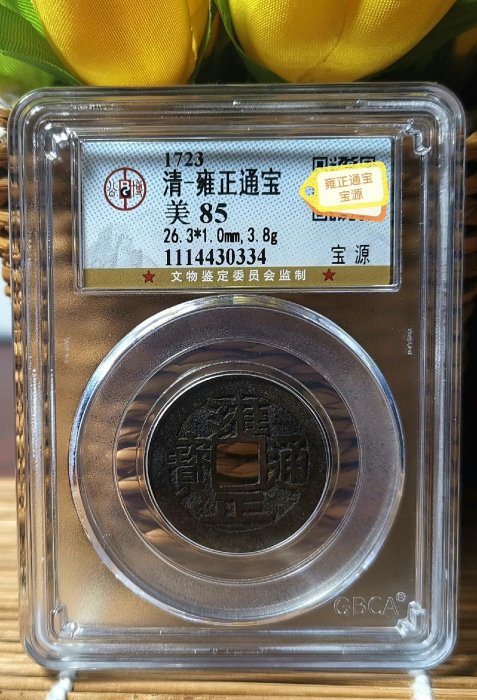 1723
清-雍正通宝
美 85
26.3*1.0mm,3.8g
1114430334
宝源
雍正通宝
宝源
★ 文物鉴定委员会监制 ★
雍正通寳
GBCA®